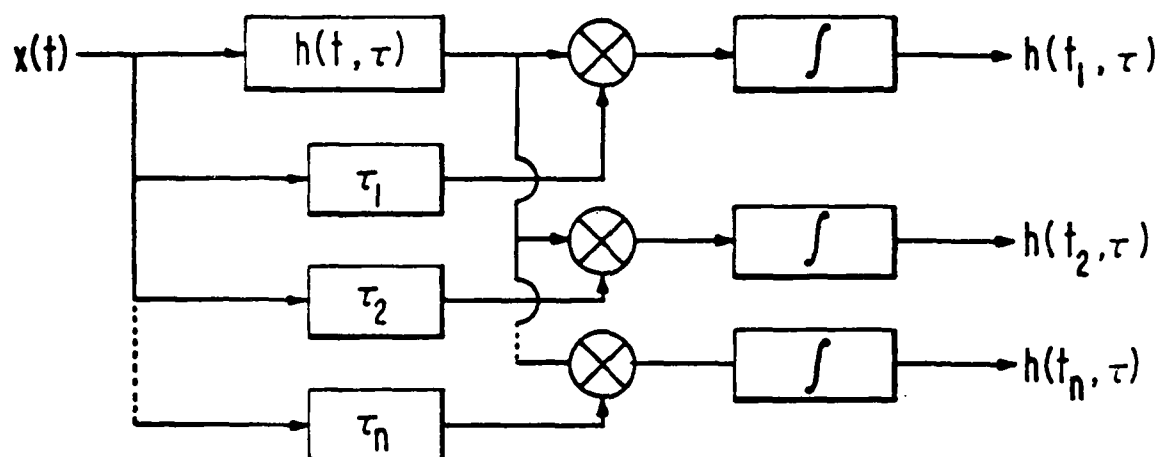 x(t)
h(t,τ)
∫
h(t₁,τ)
τ₁
∫
h(t₂,τ)
τ₂
∫
h(tₙ,τ)
τₙ